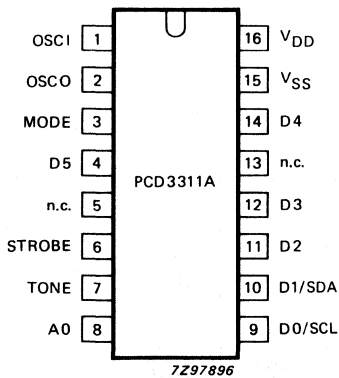 OSCI 1 16 VDD
OSCO 2 15 VSS
MODE 3 14 D4
D5 4 13 n.c.
PCD3311A
n.c. 5 12 D3
STROBE 6 11 D2
TONE 7 10 D1/SDA
A0 8 9 D0/SCL
7Z97896